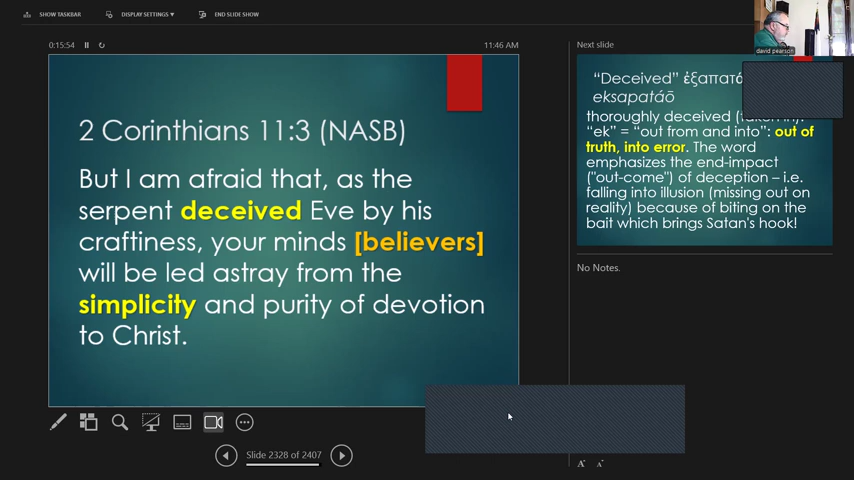 SHOW TASKBAR
DISPLAY SETTINGS ▼
END SLIDE SHOW
0:15:54
11:46 AM
2 Corinthians 11:3 (NASB)
But I am afraid that, as the
serpent deceived Eve by his
craftiness, your minds [believers]
will be led astray from the
simplicity and purity of devotion
to Christ.
Slide 2328 of 2407
Next slide
david pearson
“Deceived”
eksapatáō
thoroughly deceived
“ek” = “out from and into”: out of
truth, into error. The word
emphasizes the end-impact
("out-come") of deception – i.e.
falling into illusion (missing out on
reality) because of biting on the
bait which brings Satan's hook!
No Notes.
A A